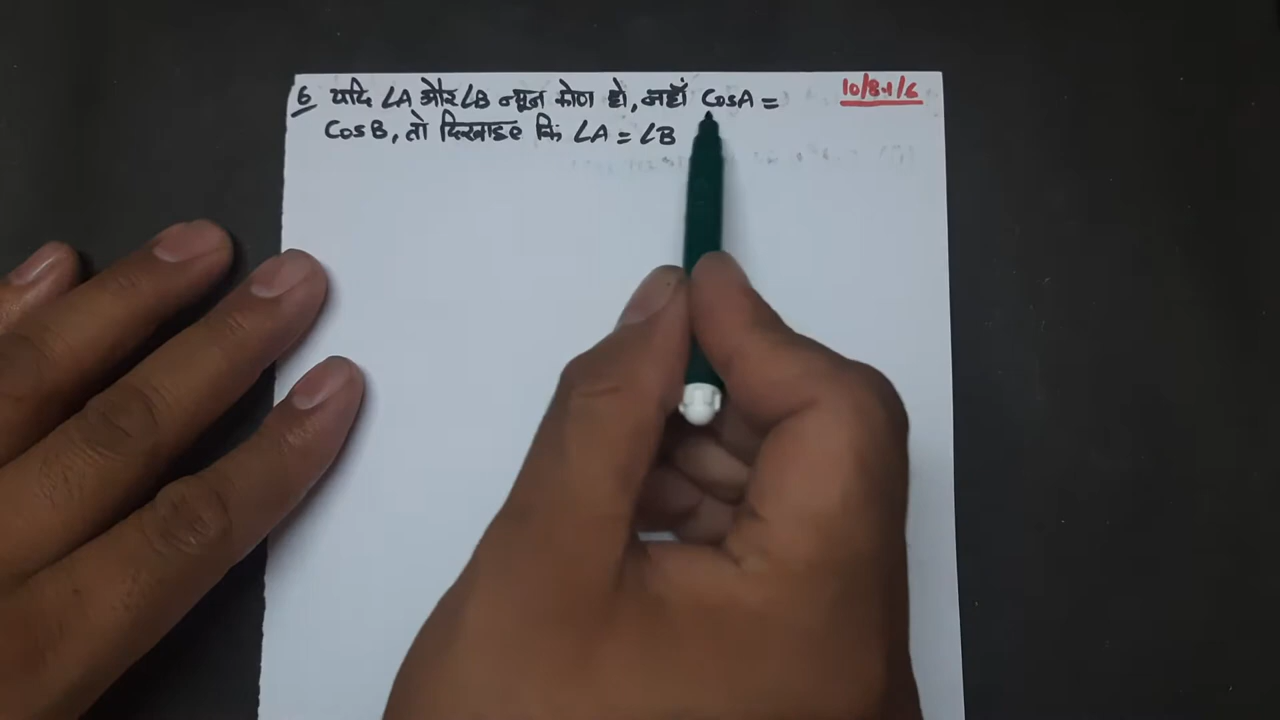 6 यदि ∠A और ∠B न्यून कोण हो, जहाँ CosA = 10/8.1/6
CosB, तो दिखाइए कि ∠A = ∠B